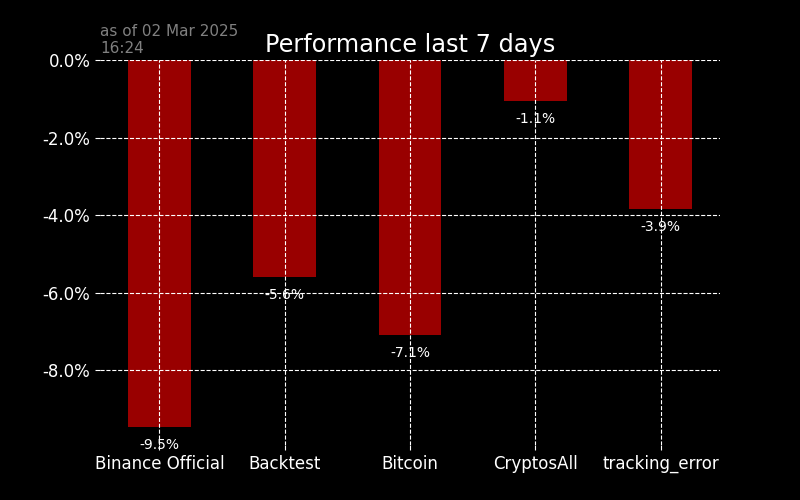 as of 02 Mar 2025
16:24
Performance last 7 days
0.0%
-2.0%
-4.0%
-6.0%
-8.0%
-9.5%
-5.6%
-7.1%
-1.1%
-3.9%
Binance Official
Backtest
Bitcoin
CryptosAll
tracking_error